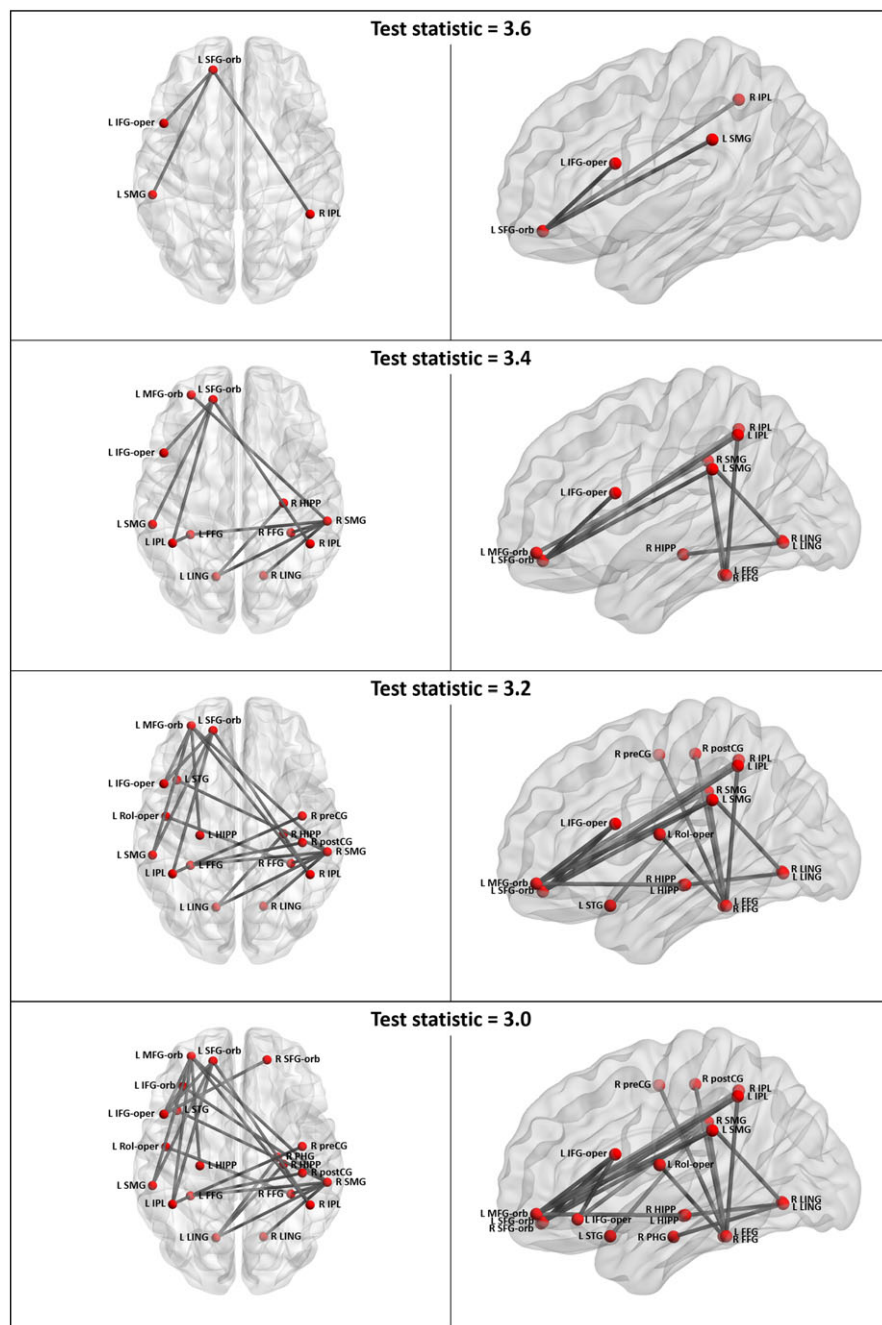 Test statistic = 3.6
L SFG-orb
L IFG-oper
L SMG
R IPL
R IPL
L SMG
L IFG-oper
L SFG-orb
Test statistic = 3.4
L MFG-orb
L SFG-orb
L IFG-oper
R HIPP
L SMG
R SMG
L FFG
R FFG
L IPL
R IPL
L LING
R LING
R IPL
L IPL
R SMG
L SMG
L IFG-oper
R LING
L LING
L MFG-orb
L SFG-orb
R HIPP
L FFG
R FFG
Test statistic = 3.2
L MFG-orb
L SFG-orb
L IFG-oper
L STG
L Rol-oper
R preCG
L HIPP
R HIPP
R postCG
L SMG
R SMG
L FFG
R FFG
L IPL
R IPL
L LING
R LING
R preCG
R postCG
R IPL
L IPL
R SMG
L SMG
L IFG-oper
L Rol-oper
R LING
L LING
L MFG-orb
L SFG-orb
R HIPP
L HIPP
L STG
L FFG
R FFG
Test statistic = 3.0
L MFG-orb
L SFG-orb
R SFG-orb
L IFG-orb
L IFG-oper
L STG
L Rol-oper
R preCG
R PHG
L HIPP
R HIPP
R postCG
L SMG
R SMG
L FFG
R FFG
L IPL
R IPL
L LING
R LING
R preCG
R postCG
R IPL
L IPL
R SMG
L SMG
L IFG-oper
L Rol-oper
R LING
L LING
L MFG-orb
L SFG-orb
R SFG-orb
L IFG-oper
R HIPP
L HIPP
L STG
R PHG
L FFG
R FFG